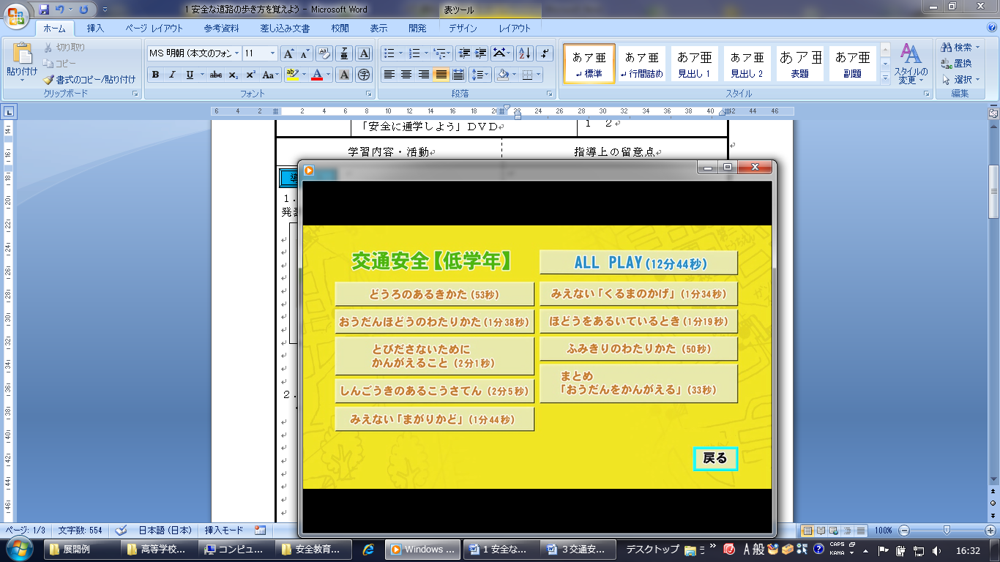 1 安全な道路の歩き方を覚えよう - Microsoft Word
表ツール
ホーム 挿入 ページ レイアウト 参考資料 差し込み文書 校閲 表示 開発 デザイン レイアウト
貼り付け
切り取り
コピー
書式のコピー/貼り付け
クリップボード
MS 明朝 (本文のフォン 11
B I U abc x₂ x² Aa
フォント
段落
あア亜 あア亜 あア亜 あア亜 あア亜 あア亜
標準 行間詰め 見出し 1 見出し 2 表題 副題
スタイルの
変更
スタイル
検索
置換
選択
編集
6 4 2 2 4 6 8 10 12 14 16 18 24 26 28 30 32 34 36 38 40 44 46
「安全に通学しよう」ＤＶＤ
１ ２
学習内容・活動
指導上の留意点
１．
２．
交通安全【低学年】
ALL PLAY (12分44秒)
どうろのあるきかた (53秒)
おうだんほどうのわたりかた (1分38秒)
とびださないために
かんがえること (2分1秒)
しんごうきのあるこうさてん (2分5秒)
みえない「まがりかど」 (1分44秒)
みえない「くるまのかげ」 (1分34秒)
ほどうをあるいているとき (1分19秒)
ふみきりのわたりかた (50秒)
まとめ
「おうだんをかんがえる」 (33秒)
戻る
ページ: 1/3 文字数: 554 日本語 (日本) 挿入モード 100%
展開例 高等学校... コンピュ... 安全教育... Windows ... 1 安全な... 3 交通安... デスクトップ A 般 CAPS KANA 16:32